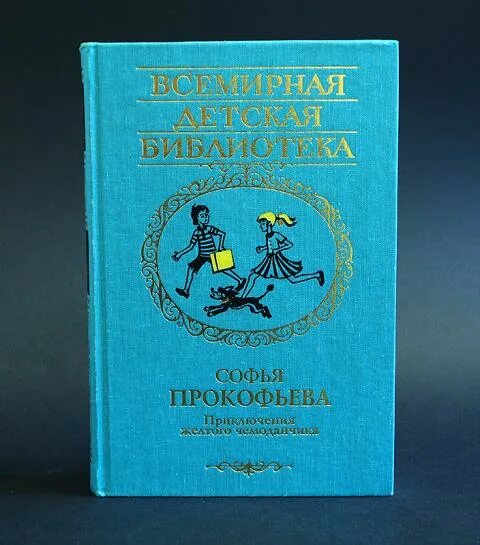 ВСЕМИРНАЯ
ДЕТСКАЯ
БИБЛИОТЕКА
СОФЬЯ
ПРОКОФЬЕВА
Приключения
желтого чемоданчика